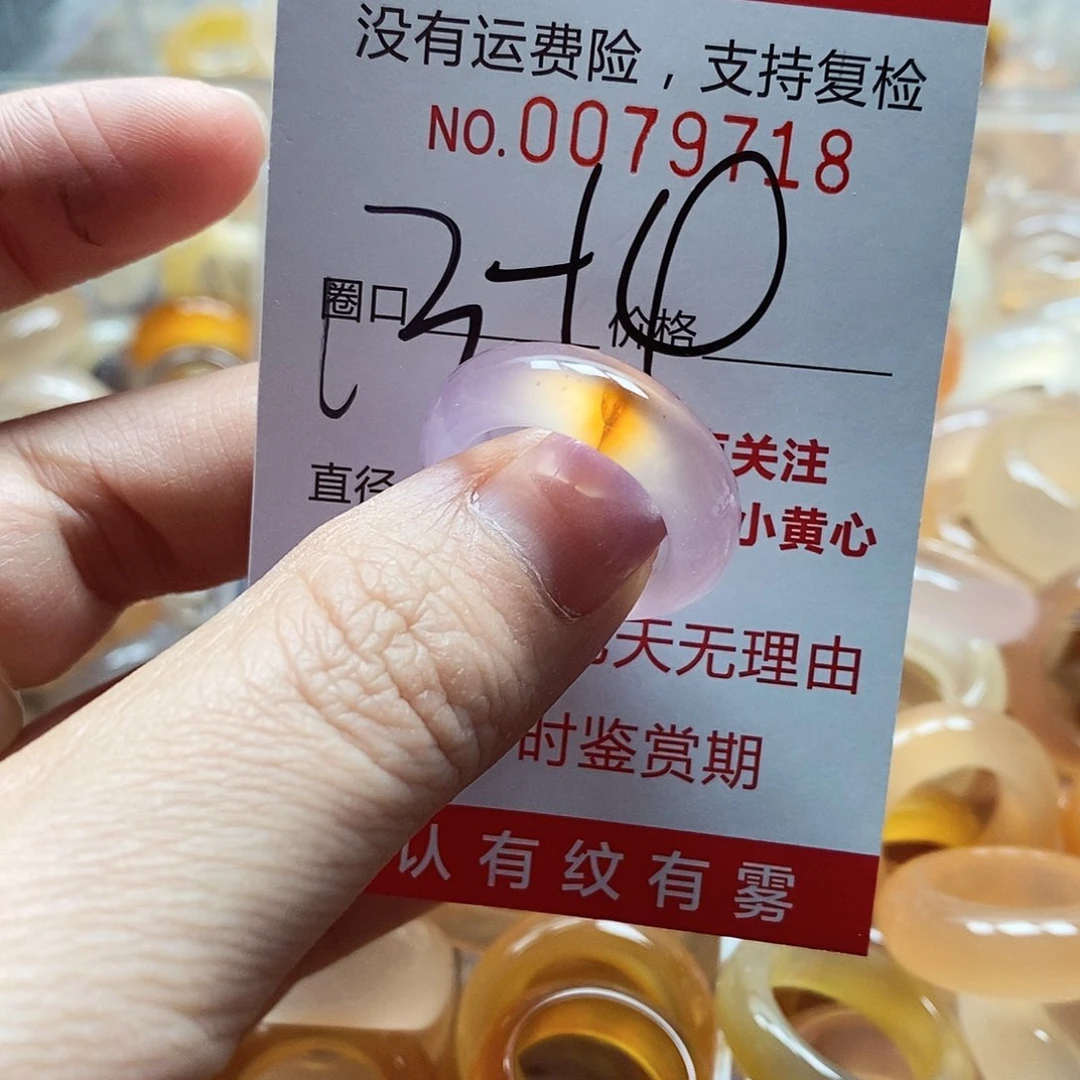 没有运费险，支持复检
NO.0079718
圈口 价格
直径
关注
小黄心
天无理由
时鉴赏期
认有纹有雾